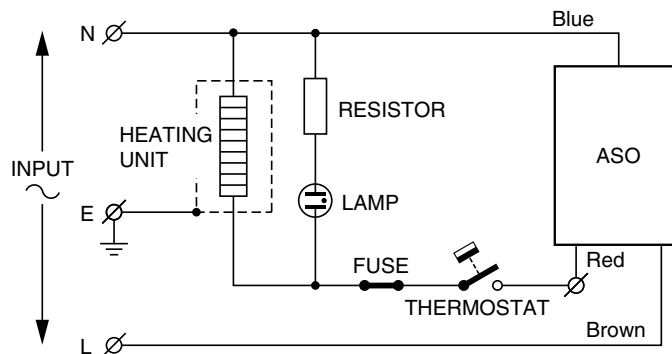 N
Blue
RESISTOR
HEATING
UNIT
ASO
INPUT
LAMP
E
Red
FUSE
THERMOSTAT
Brown
L